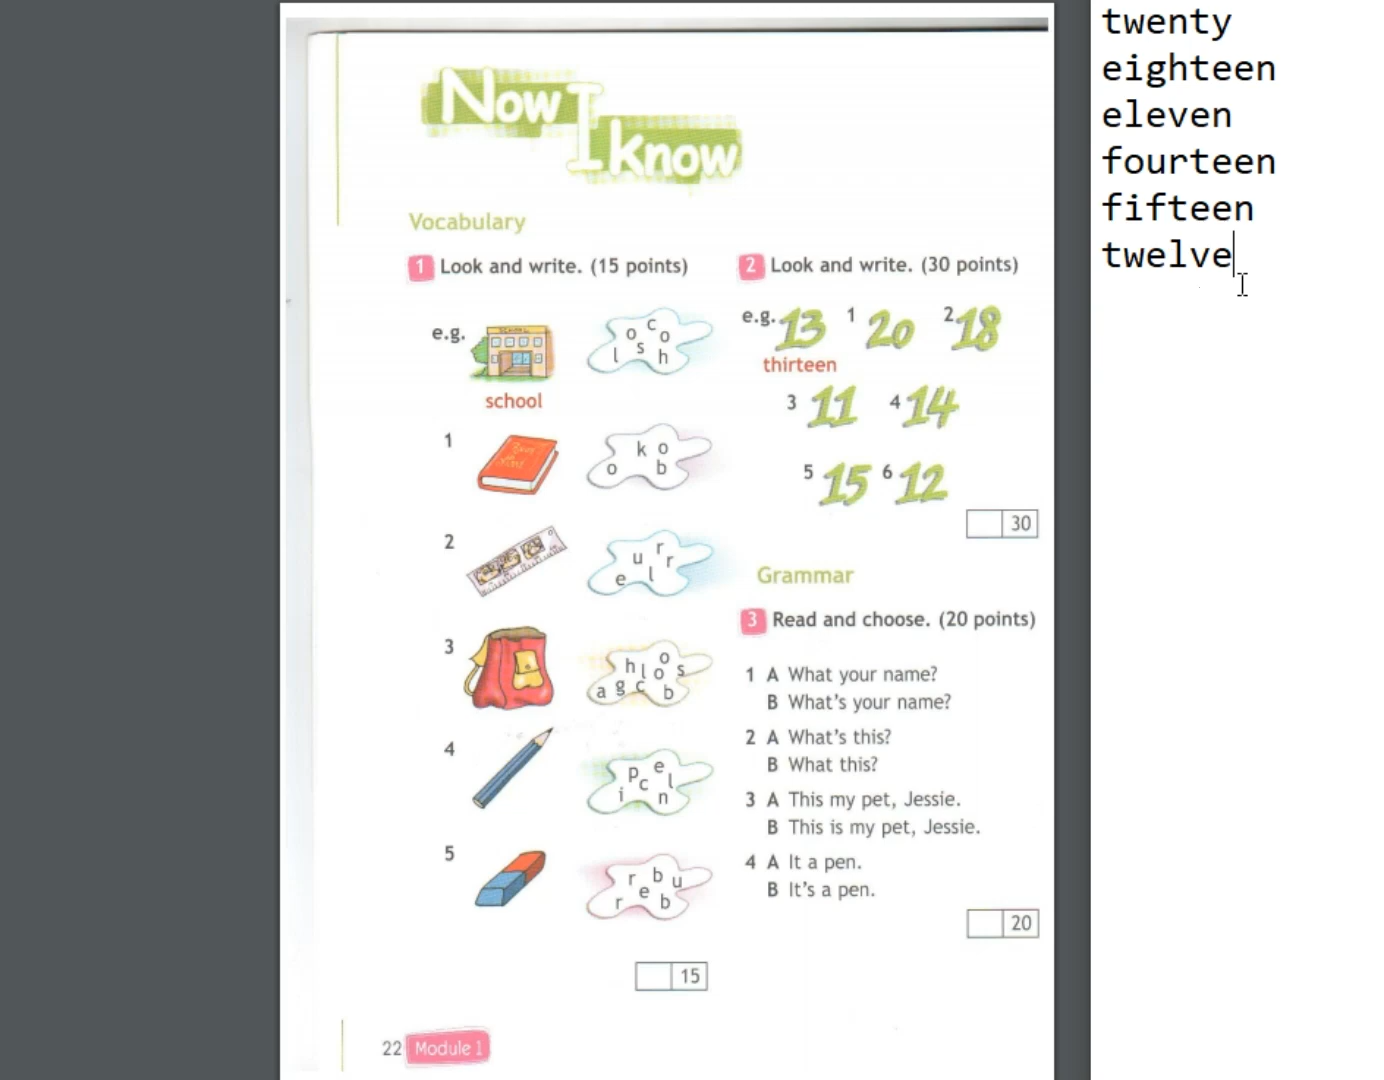 Now
I
know
Vocabulary
1 Look and write. (15 points)
e.g.
SCHOOL
o c o
l s h
school
1
k o
o b
2
r
u r
e l
3
o
h l o s
a g c b
4
e
p c l
i n
5
r b u
e
r b
15
2 Look and write. (30 points)
e.g. 13 1 20 2 18
thirteen
3 11 4 14
5 15 6 12
30
Grammar
3 Read and choose. (20 points)
1 A What your name?
B What's your name?
2 A What's this?
B What this?
3 A This my pet, Jessie.
B This is my pet, Jessie.
4 A It a pen.
B It's a pen.
20
22 Module 1
twenty
eighteen
eleven
fourteen
fifteen
twelve